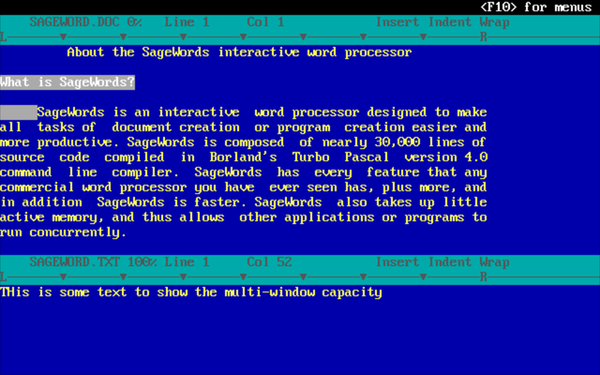 <F10> for menus
SAGEWORD.DOC 0% Line 1 Col 1 Insert Indent Wrap
L R
About the SageWords interactive word processor
What is SageWords?
SageWords is an interactive word processor designed to make
all tasks of document creation or program creation easier and
more productive. SageWords is composed of nearly 30,000 lines of
source code compiled in Borland's Turbo Pascal version 4.0
command line compiler. SageWords has every feature that any
commercial word processor you have ever seen has, plus more, and
in addition SageWords is faster. SageWords also takes up little
active memory, and thus allows other applications or programs to
run concurrently.
SAGEWORD.TXT 100% Line 1 Col 52 Insert Indent Wrap
L R
THis is some text to show the multi-window capacity